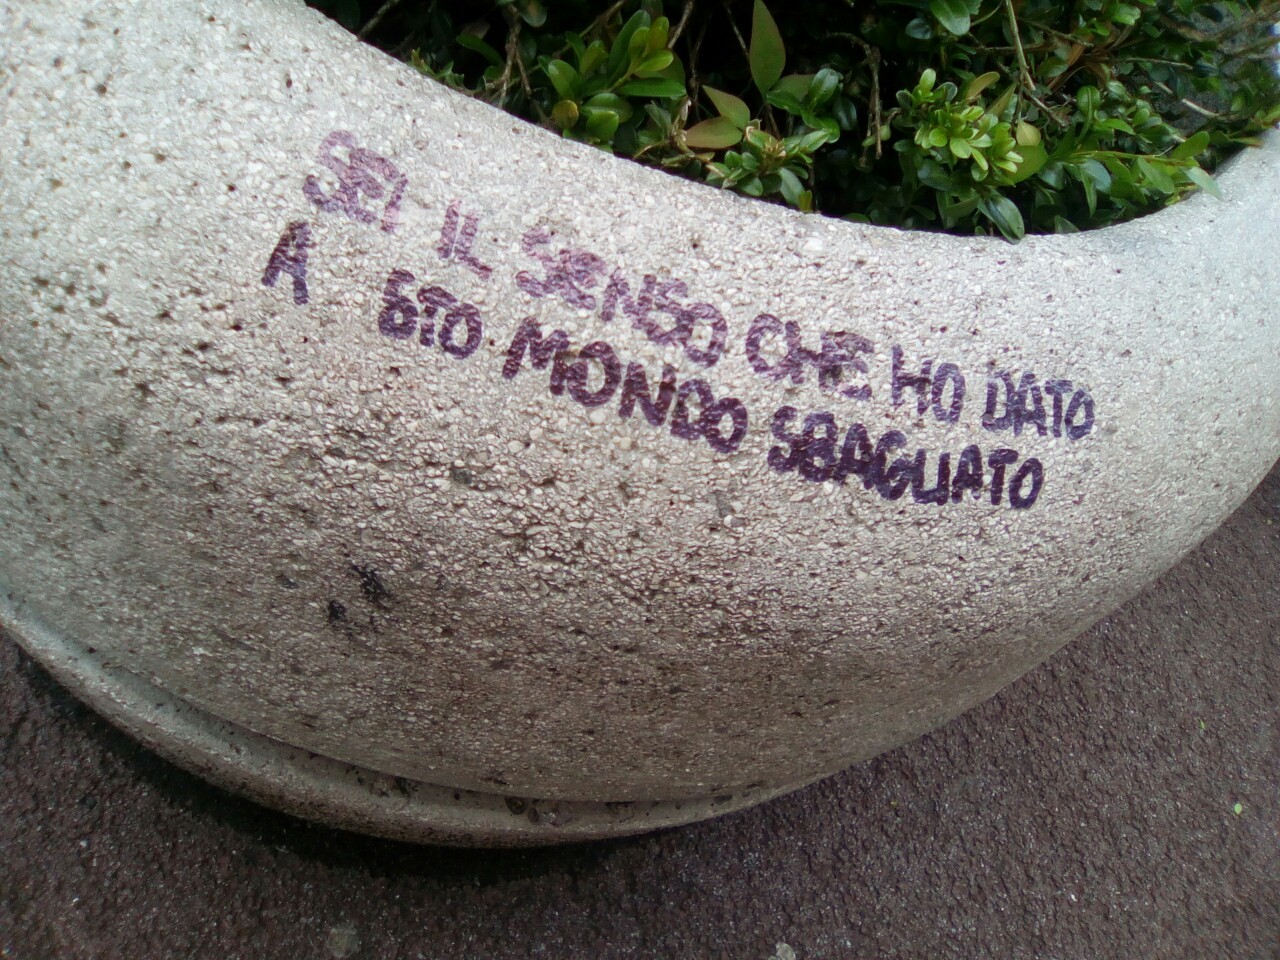 SEI IL SENSO CHE HO DATO
A STO MONDO SBAGLIATO